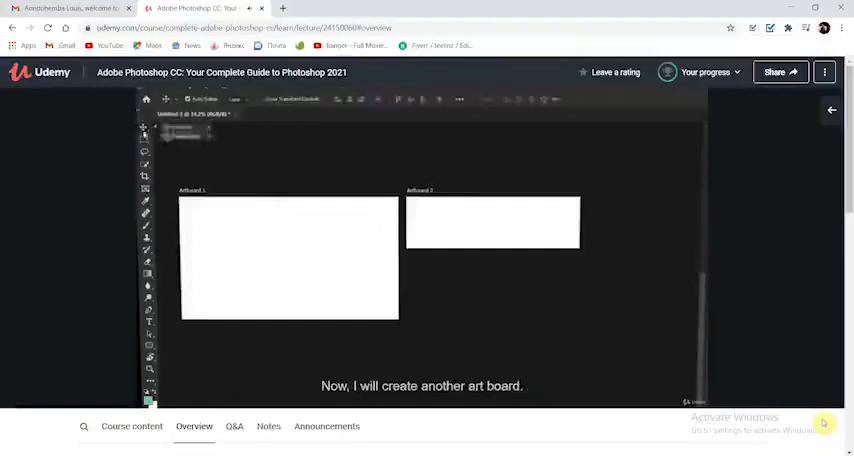 Aondohemba Louis, welcome to
Adobe Photoshop CC: Your
udemy.com/course/complete-adobe-photoshop-cc/learn/lecture/24150060#overview
Apps
Gmail
YouTube
Maps
News
Яндекс
Почта
Banger - Full Movie...
Fiverr / teelinz / Edi...
Udemy
Adobe Photoshop CC: Your Complete Guide to Photoshop 2021
Leave a rating
Your progress
Share
Artboard 1
Artboard 2
Now, I will create another art board.
Udemy
Course content
Overview
Q&A
Notes
Announcements
Activate Windows
Go to Settings to activate Windows.